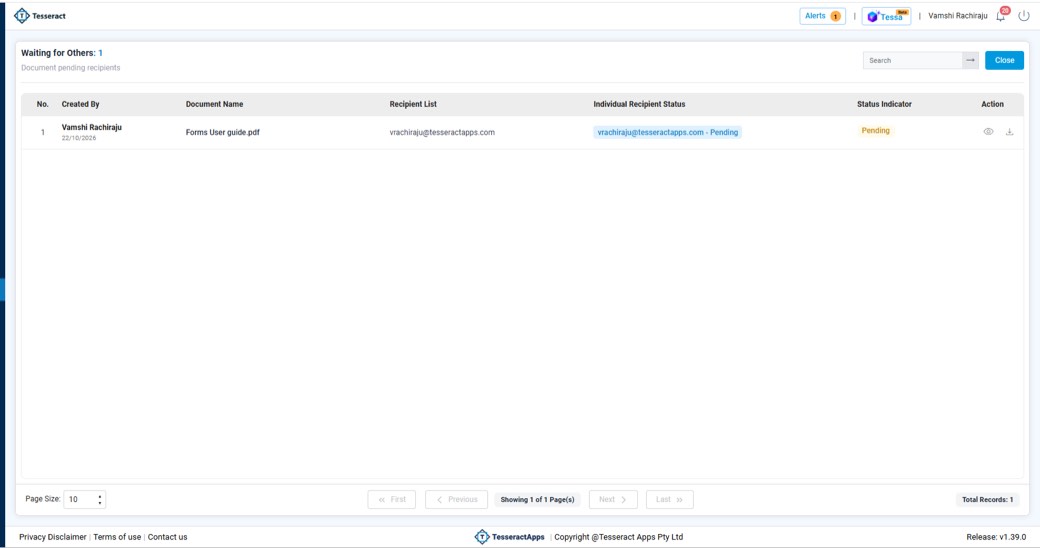 Tesseract
Alerts 1 | Tessa Beta | Vamshi Rachiraju 20
Waiting for Others: 1
Document pending recipients
Search → Close
No. Created By Document Name Recipient List Individual Recipient Status Status Indicator Action
1 Vamshi Rachiraju Forms User guide.pdf vrachiraju@tesseractapps.com vrachiraju@tesseractapps.com - Pending Pending
22/10/2026
Page Size: 10 « First < Previous Showing 1 of 1 Page(s) Next > Last » Total Records: 1
Privacy Disclaimer | Terms of use | Contact us TesseractApps | Copyright @Tesseract Apps Pty Ltd Release: v1.39.0